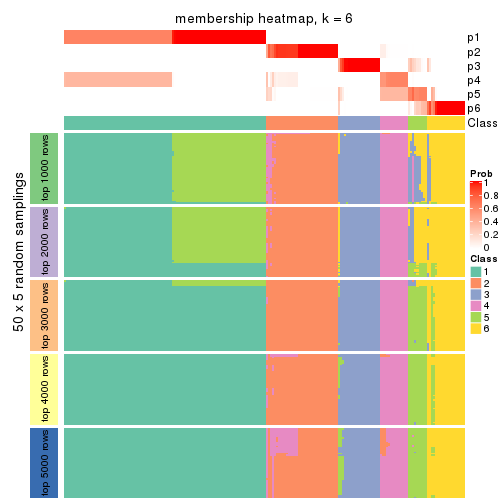 membership heatmap, k = 6
p1
p2
p3
p4
p5
p6
Class
50 x 5 random samplings
top 1000 rows
top 2000 rows
top 3000 rows
top 4000 rows
top 5000 rows
Prob
1
0.8
0.6
0.4
0.2
0
Class
1
2
3
4
5
6